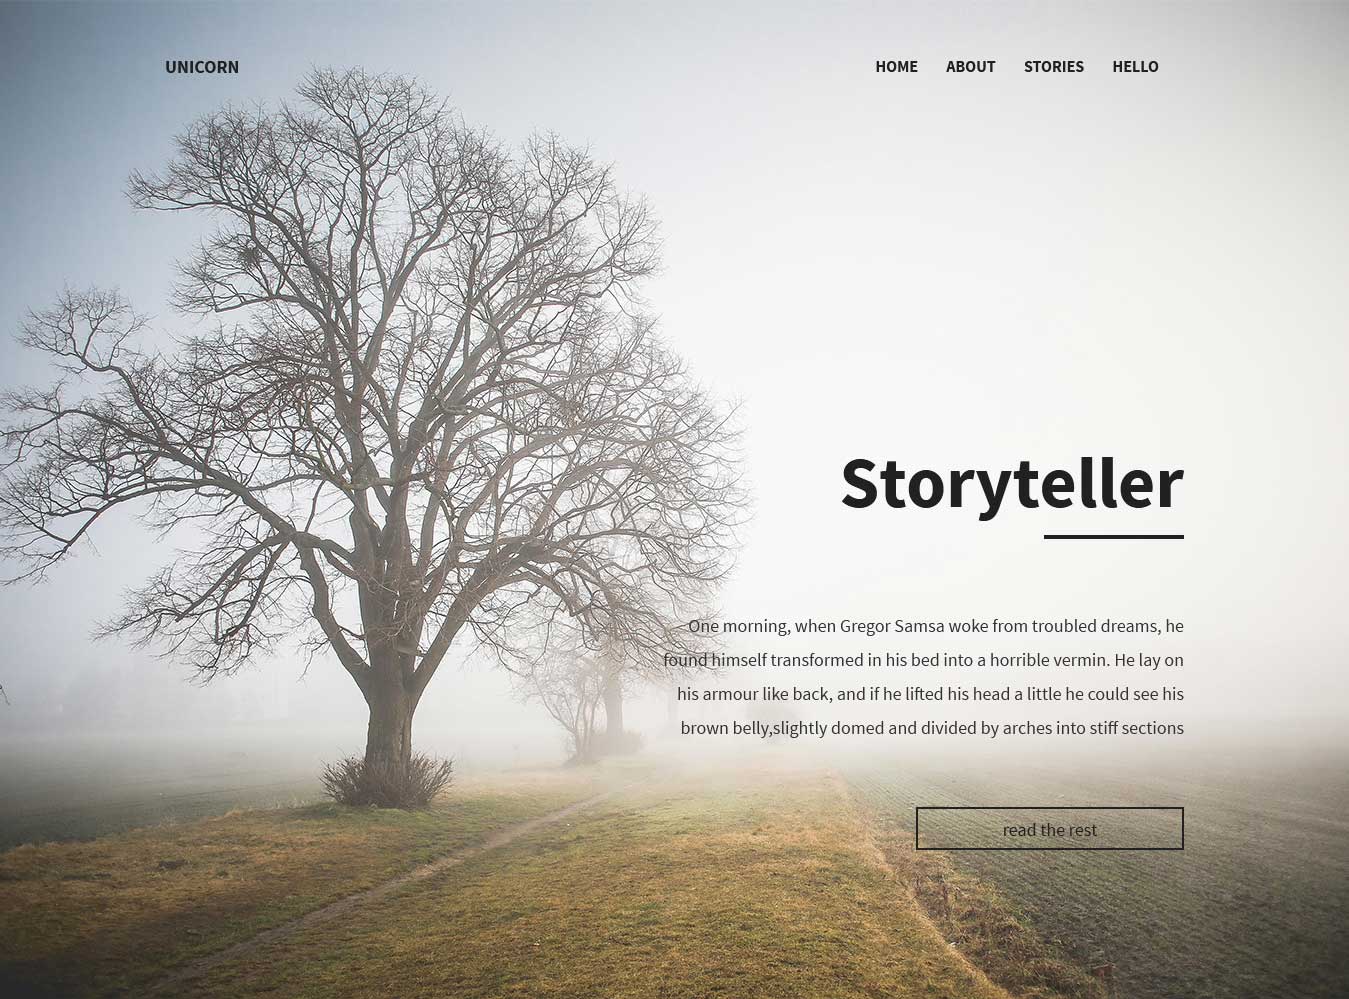 UNICORN
HOME ABOUT STORIES HELLO
Storyteller
One morning, when Gregor Samsa woke from troubled dreams, he
found himself transformed in his bed into a horrible vermin. He lay on
his armour like back, and if he lifted his head a little he could see his
brown belly,slightly domed and divided by arches into stiff sections
read the rest